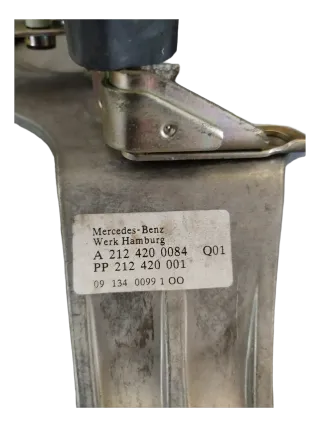 Mercedes-Benz
Werk Hamburg
A 212 420 0084 Q01
PP 212 420 001
09 134 0099 1 OO